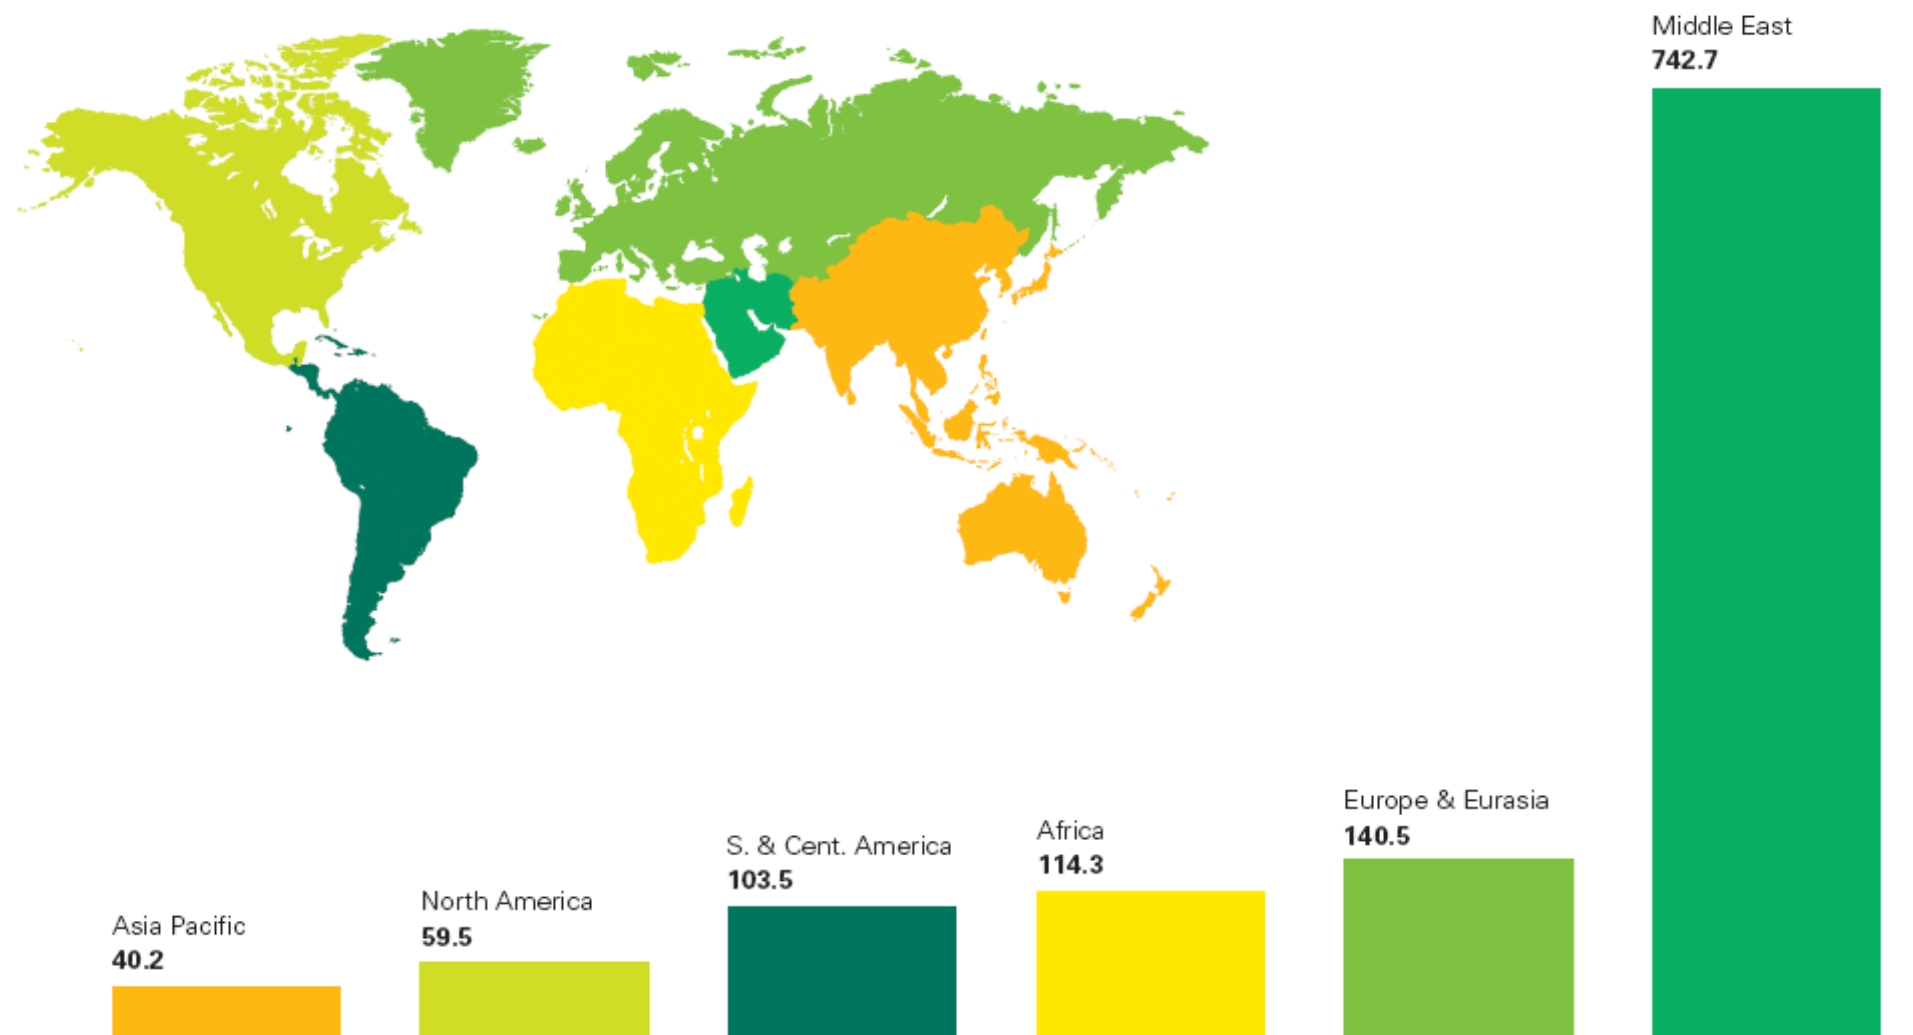 Middle East
742.7
Europe & Eurasia
140.5
Africa
114.3
S. & Cent. America
103.5
North America
59.5
Asia Pacific
40.2